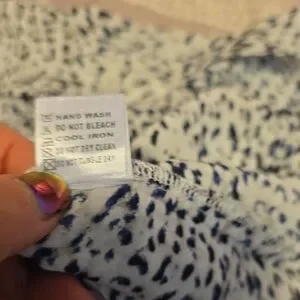 HAND WASH
DO NOT BLEACH
COOL IRON
DO NOT DRY CLEAN
DO NOT TUMBLE DRY